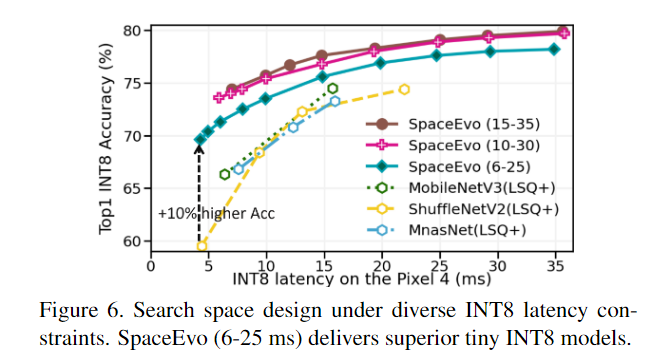 80
75
70
65
60
Top1 INT8 Accuracy (%)
SpaceEvo (15-35)
SpaceEvo (10-30)
SpaceEvo (6-25)
MobileNetV3(LSQ+)
ShuffleNetV2(LSQ+)
MnasNet(LSQ+)
+10% higher Acc
0 5 10 15 20 25 30 35
INT8 latency on the Pixel 4 (ms)
Figure 6. Search space design under diverse INT8 latency con-
straints. SpaceEvo (6-25 ms) delivers superior tiny INT8 models.